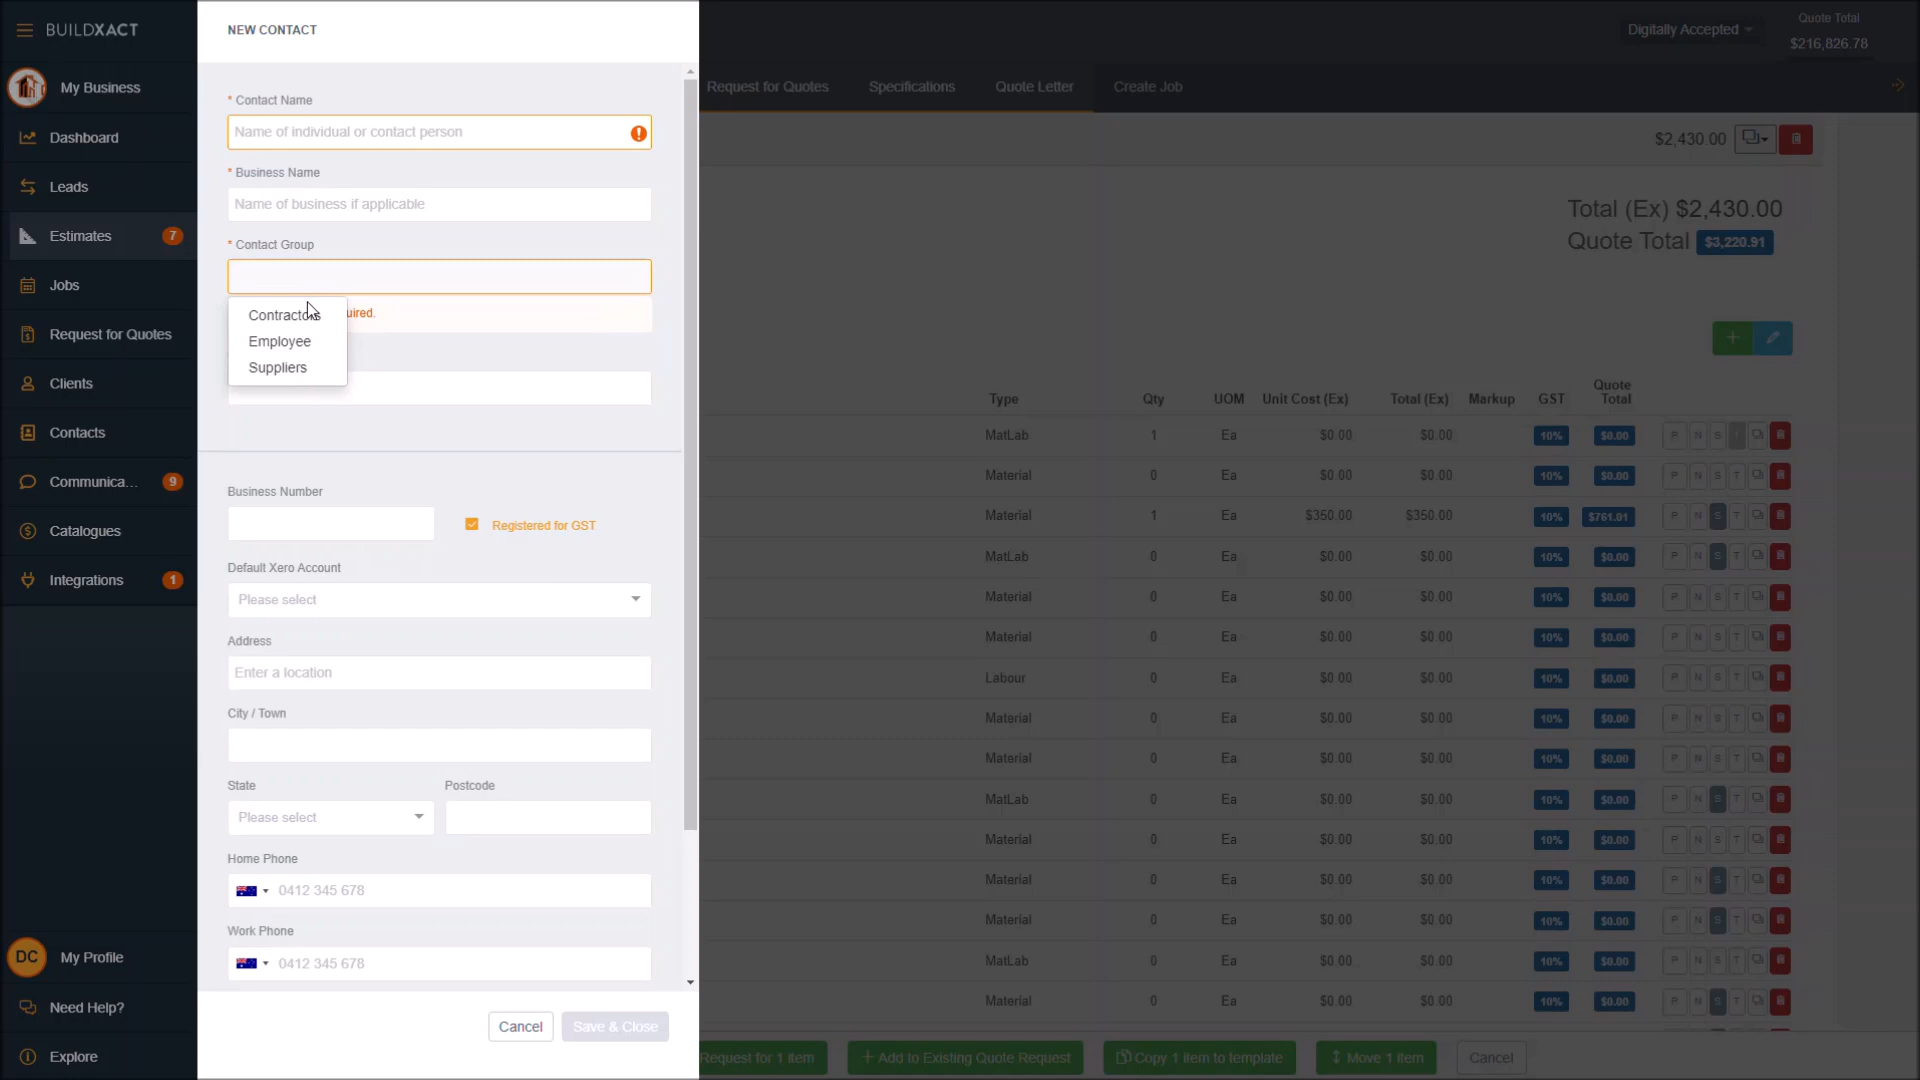 BUILDXACT
My Business
Dashboard
Leads
Estimates 7
Jobs
Request for Quotes
Clients
Contacts
Communica... 9
Catalogues
Integrations 1
DC My Profile
Need Help?
Explore
NEW CONTACT
* Contact Name
Name of individual or contact person
* Business Name
Name of business if applicable
* Contact Group
Contractors
uired.
Employee
Suppliers
Business Number
Registered for GST
Default Xero Account
Please select
Address
Enter a location
City / Town
State Postcode
Please select
Home Phone
0412 345 678
Work Phone
0412 345 678
Cancel Save & Close
Digitally Accepted
Quote Total
$216,826.78
Request for Quotes Specifications Quote Letter Create Job
$2,430.00
Total (Ex) $2,430.00
Quote Total $3,220.91
Type Qty UOM Unit Cost (Ex) Total (Ex) Markup GST Quote Total
MatLab 1 Ea $0.00 $0.00 10% $0.00 P N S T
Material 0 Ea $0.00 $0.00 10% $0.00 P N S T
Material 1 Ea $350.00 $350.00 10% $761.01 P N S T
MatLab 0 Ea $0.00 $0.00 10% $0.00 P N S T
Material 0 Ea $0.00 $0.00 10% $0.00 P N S T
Material 0 Ea $0.00 $0.00 10% $0.00 P N S T
Labour 0 Ea $0.00 $0.00 10% $0.00 P N S T
Material 0 Ea $0.00 $0.00 10% $0.00 P N S T
Material 0 Ea $0.00 $0.00 10% $0.00 P N S T
MatLab 0 Ea $0.00 $0.00 10% $0.00 P N S T
Material 0 Ea $0.00 $0.00 10% $0.00 P N S T
Material 0 Ea $0.00 $0.00 10% $0.00 P N S T
Material 0 Ea $0.00 $0.00 10% $0.00 P N S T
MatLab 0 Ea $0.00 $0.00 10% $0.00 P N S T
Material 0 Ea $0.00 $0.00 10% $0.00 P N S T
Request for 1 item + Add to Existing Quote Request Copy 1 item to template Move 1 item Cancel